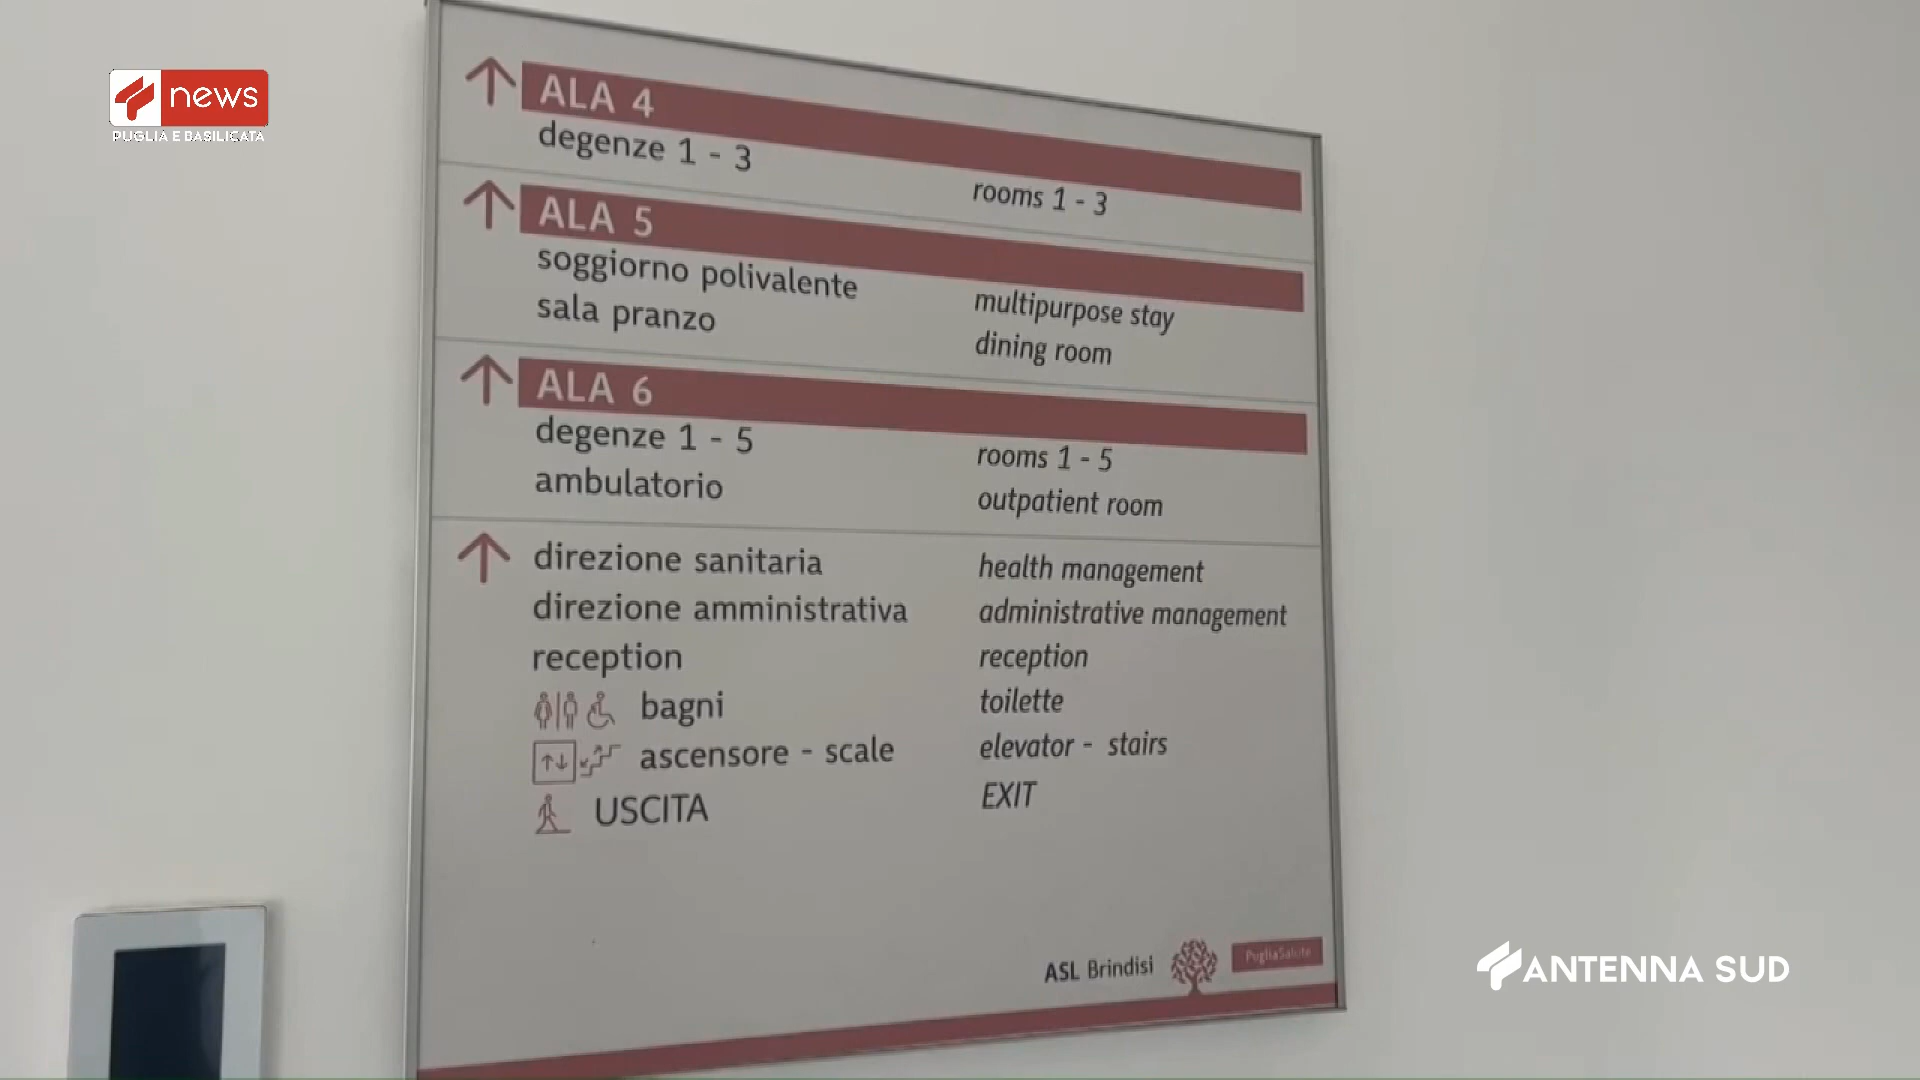 news
PUGLIA E BASILICATA
ALA 4
degenze 1 - 3
rooms 1 - 3
ALA 5
soggiorno polivalente
multipurpose stay
sala pranzo
dining room
ALA 6
degenze 1 - 5
rooms 1 - 5
ambulatorio
outpatient room
direzione sanitaria
health management
direzione amministrativa
administrative management
reception
reception
bagni
toilette
ascensore - scale
elevator - stairs
USCITA
EXIT
ASL Brindisi
PugliaSalute
ANTENNA SUD